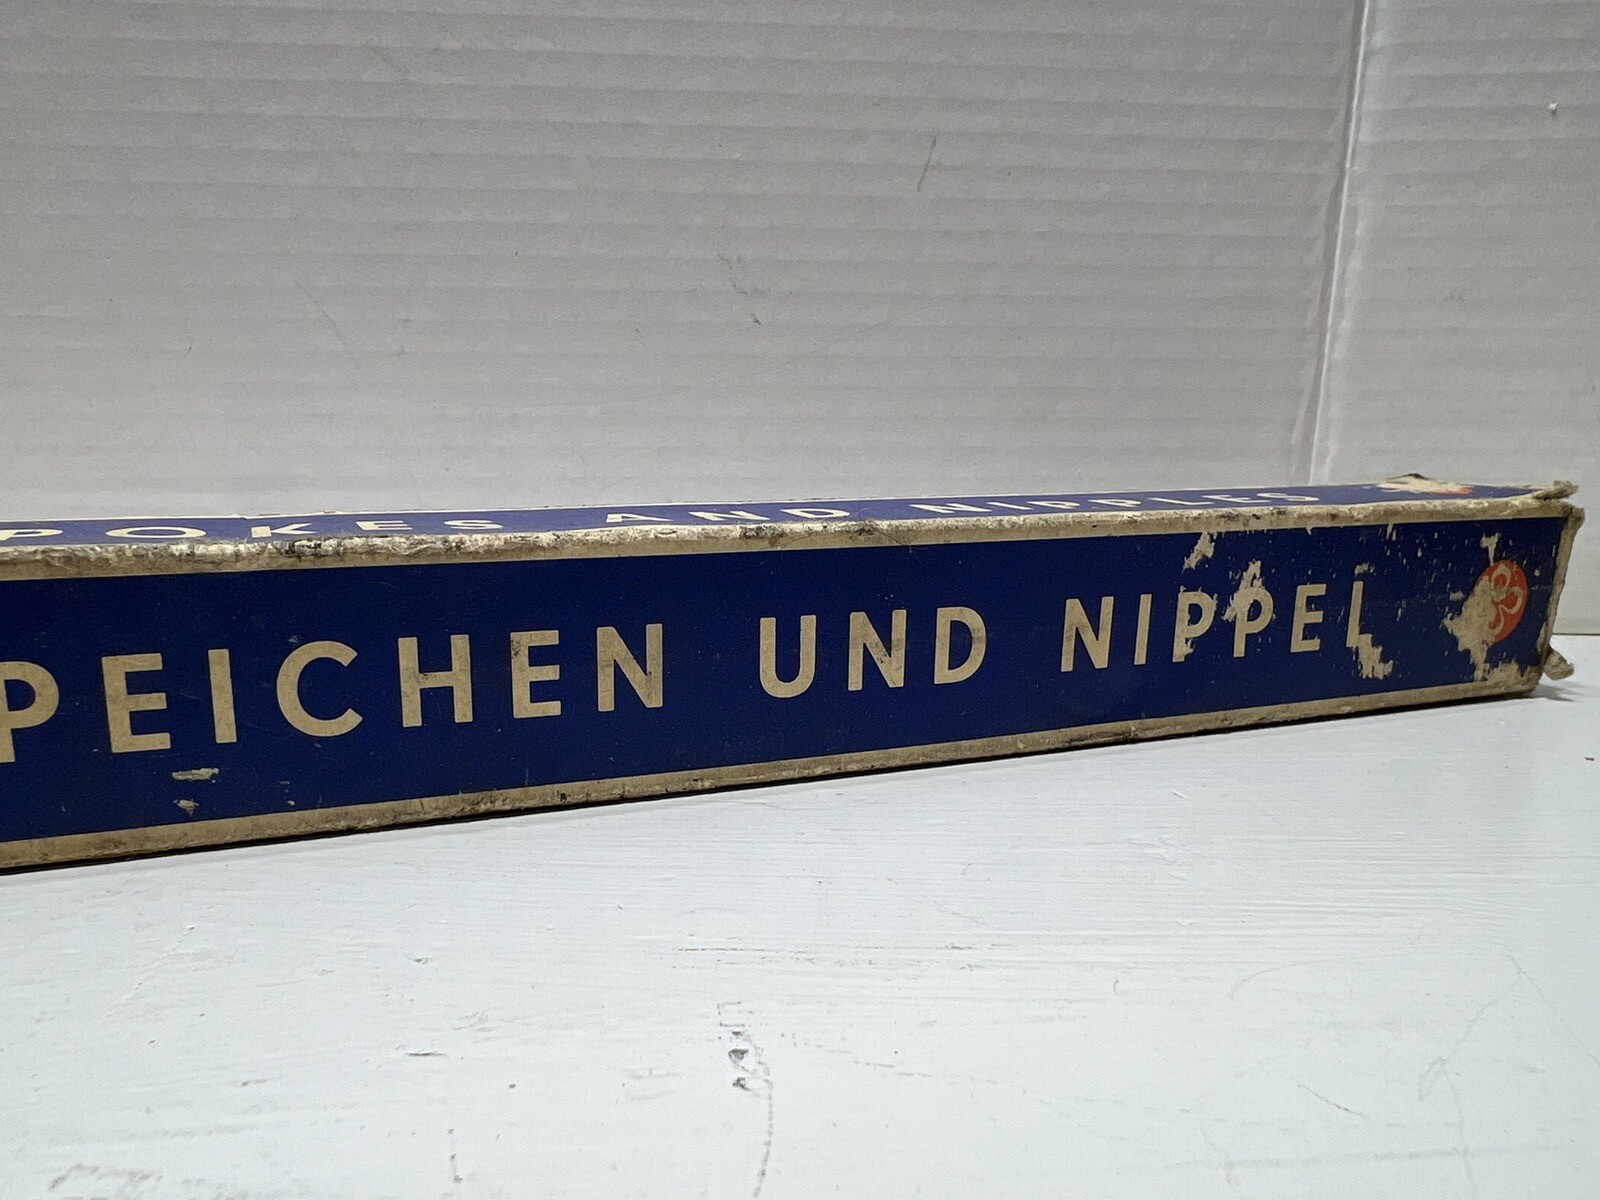 POKES AND NIPPLES
PEICHEN UND NIPPEL